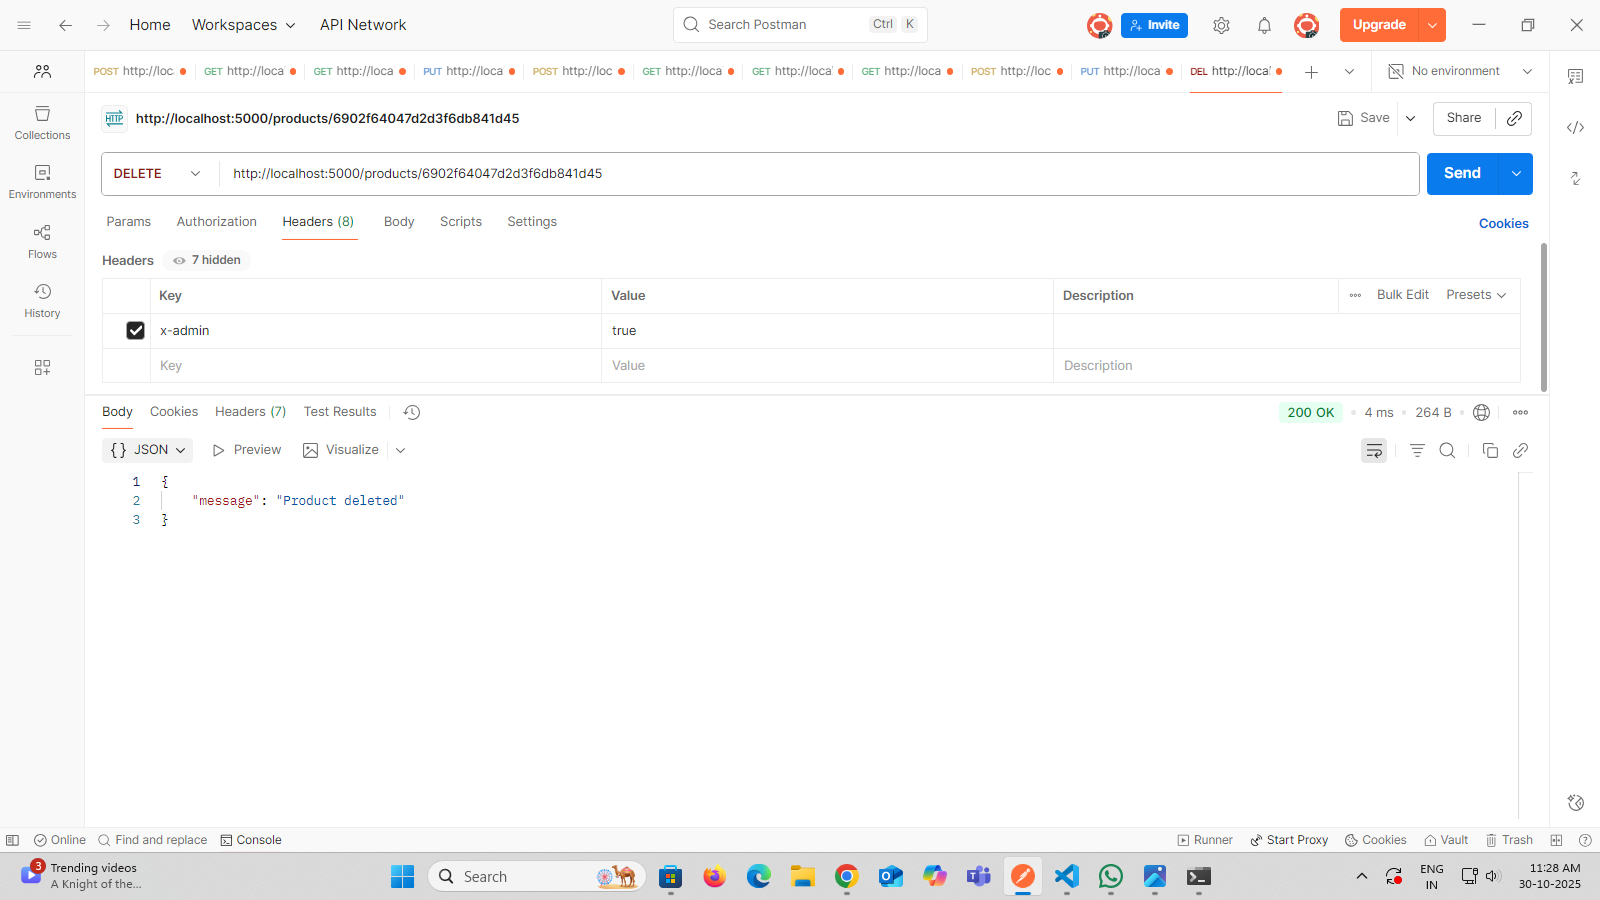 Home Workspaces API Network Search Postman Ctrl K Invite Upgrade
POST http://loc GET http://loca GET http://loca PUT http://loca POST http://loc GET http://loca GET http://loca GET http://loca POST http://loc PUT http://loca DEL http://local No environment
HTTP http://localhost:5000/products/6902f64047d2d3f6db841d45 Save Share
Collections
Environments
Flows
History
DELETE http://localhost:5000/products/6902f64047d2d3f6db841d45 Send
Params Authorization Headers (8) Body Scripts Settings Cookies
Headers 7 hidden
Key Value Description Bulk Edit Presets
x-admin true
Key Value Description
Body Cookies Headers (7) Test Results 200 OK 4 ms 264 B
{} JSON Preview Visualize
1 {
2 "message": "Product deleted"
3 }
Online Find and replace Console Runner Start Proxy Cookies Vault Trash
3 Trending videos
A Knight of the...
Search
ENG
IN
11:28 AM
30-10-2025